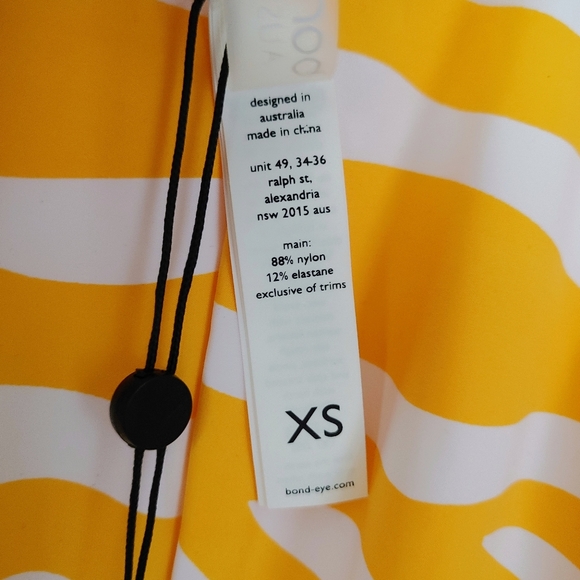 designed in
australia
made in china
unit 49, 34-36
ralph st,
alexandria
nsw 2015 aus
main:
88% nylon
12% elastane
exclusive of trims
XS
bond-eye.com